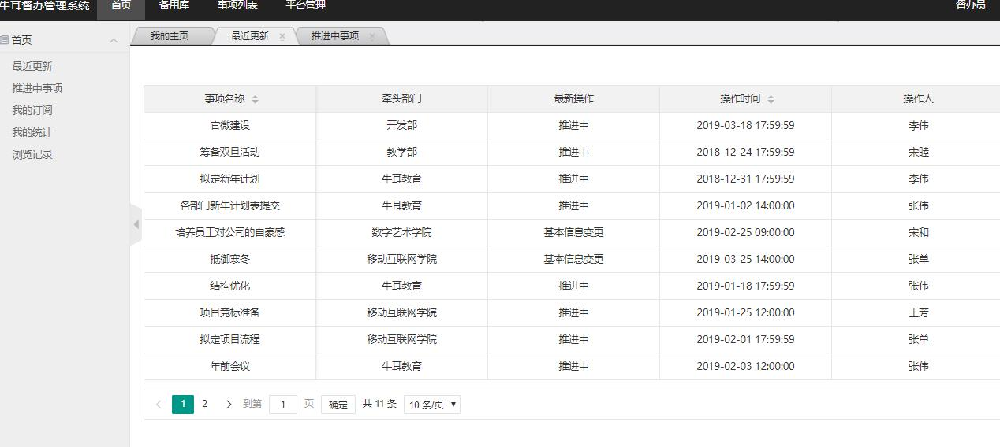 牛耳督办管理系统 首页 备用库 事项列表 平台管理 督办员
首页
最近更新
推进中事项
我的订阅
我的统计
浏览记录
我的主页 最近更新 推进中事项
事项名称 牵头部门 最新操作 操作时间 操作人
官微建设 开发部 推进中 2019-03-18 17:59:59 李伟
筹备双旦活动 教学部 推进中 2018-12-24 17:59:59 宋睦
拟定新年计划 牛耳教育 推进中 2018-12-31 17:59:59 李伟
各部门新年计划表提交 牛耳教育 推进中 2019-01-02 14:00:00 张伟
培养员工对公司的自豪感 数字艺术学院 基本信息变更 2019-02-25 09:00:00 宋和
抵御寒冬 移动互联网学院 基本信息变更 2019-03-25 14:00:00 张单
结构优化 牛耳教育 推进中 2019-01-18 17:59:59 张伟
项目竞标准备 移动互联网学院 推进中 2019-01-25 12:00:00 王芳
拟定项目流程 移动互联网学院 推进中 2019-02-01 17:59:59 张单
年前会议 牛耳教育 推进中 2019-02-03 12:00:00 张伟
1 2 到第 1 页 确定 共 11 条 10 条/页